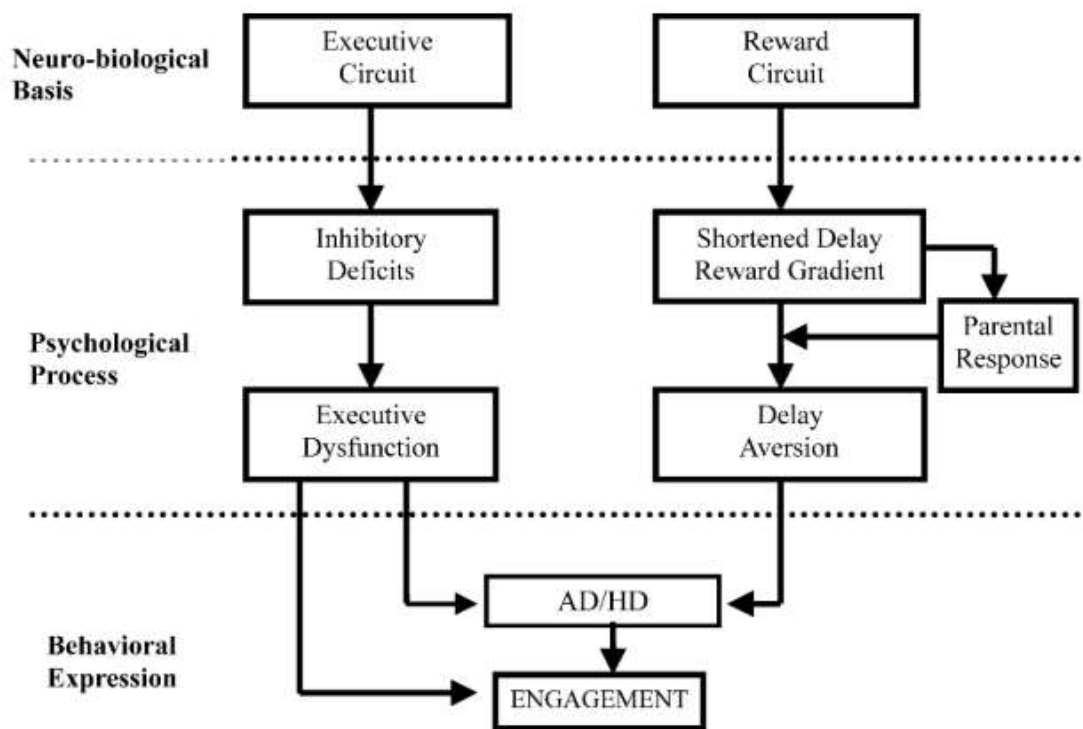 Neuro-biological
Basis
Executive
Circuit
Reward
Circuit
Psychological
Process
Inhibitory
Deficits
Shortened Delay
Reward Gradient
Parental
Response
Executive
Dysfunction
Delay
Aversion
Behavioral
Expression
AD/HD
ENGAGEMENT